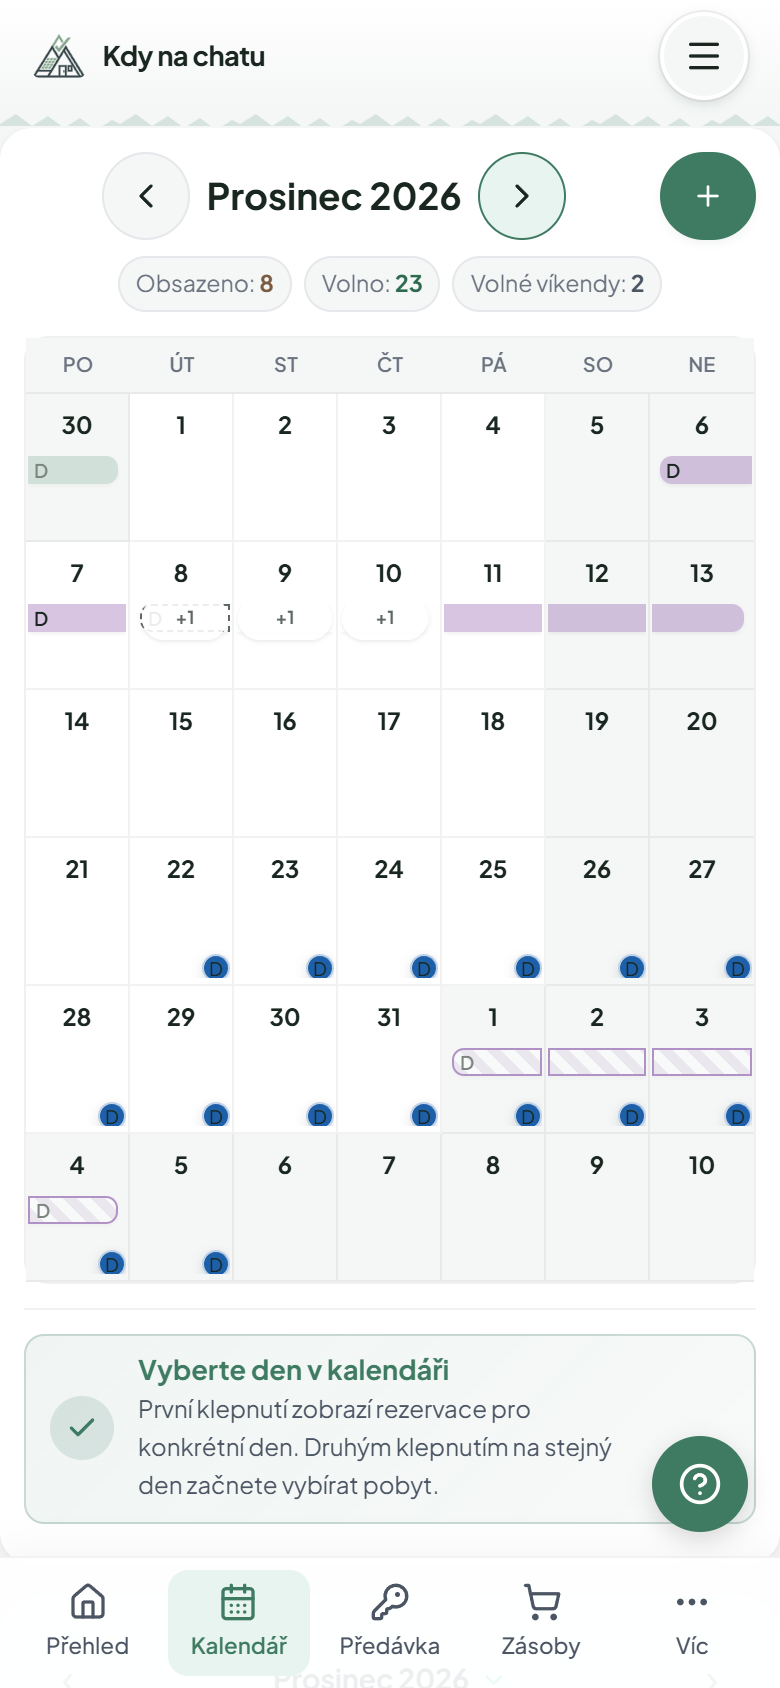 Kdy na chatu
Prosinec 2026
Obsazeno: 8 Volno: 23 Volné víkendy: 2
PO ÚT ST ČT PÁ SO NE
30 1 2 3 4 5 6
D D
7 8 9 10 11 12 13
D D +1 +1 +1
14 15 16 17 18 19 20
21 22 23 24 25 26 27
D D D D D D
28 29 30 31 1 2 3
D
D D D D D D D
4 5 6 7 8 9 10
D
D D
Vyberte den v kalendáři
První klepnutí zobrazí rezervace pro
konkrétní den. Druhým klepnutím na stejný
den začnete vybírat pobyt.
Přehled Kalendář Předávka Zásoby Víc
Prosinec 2026